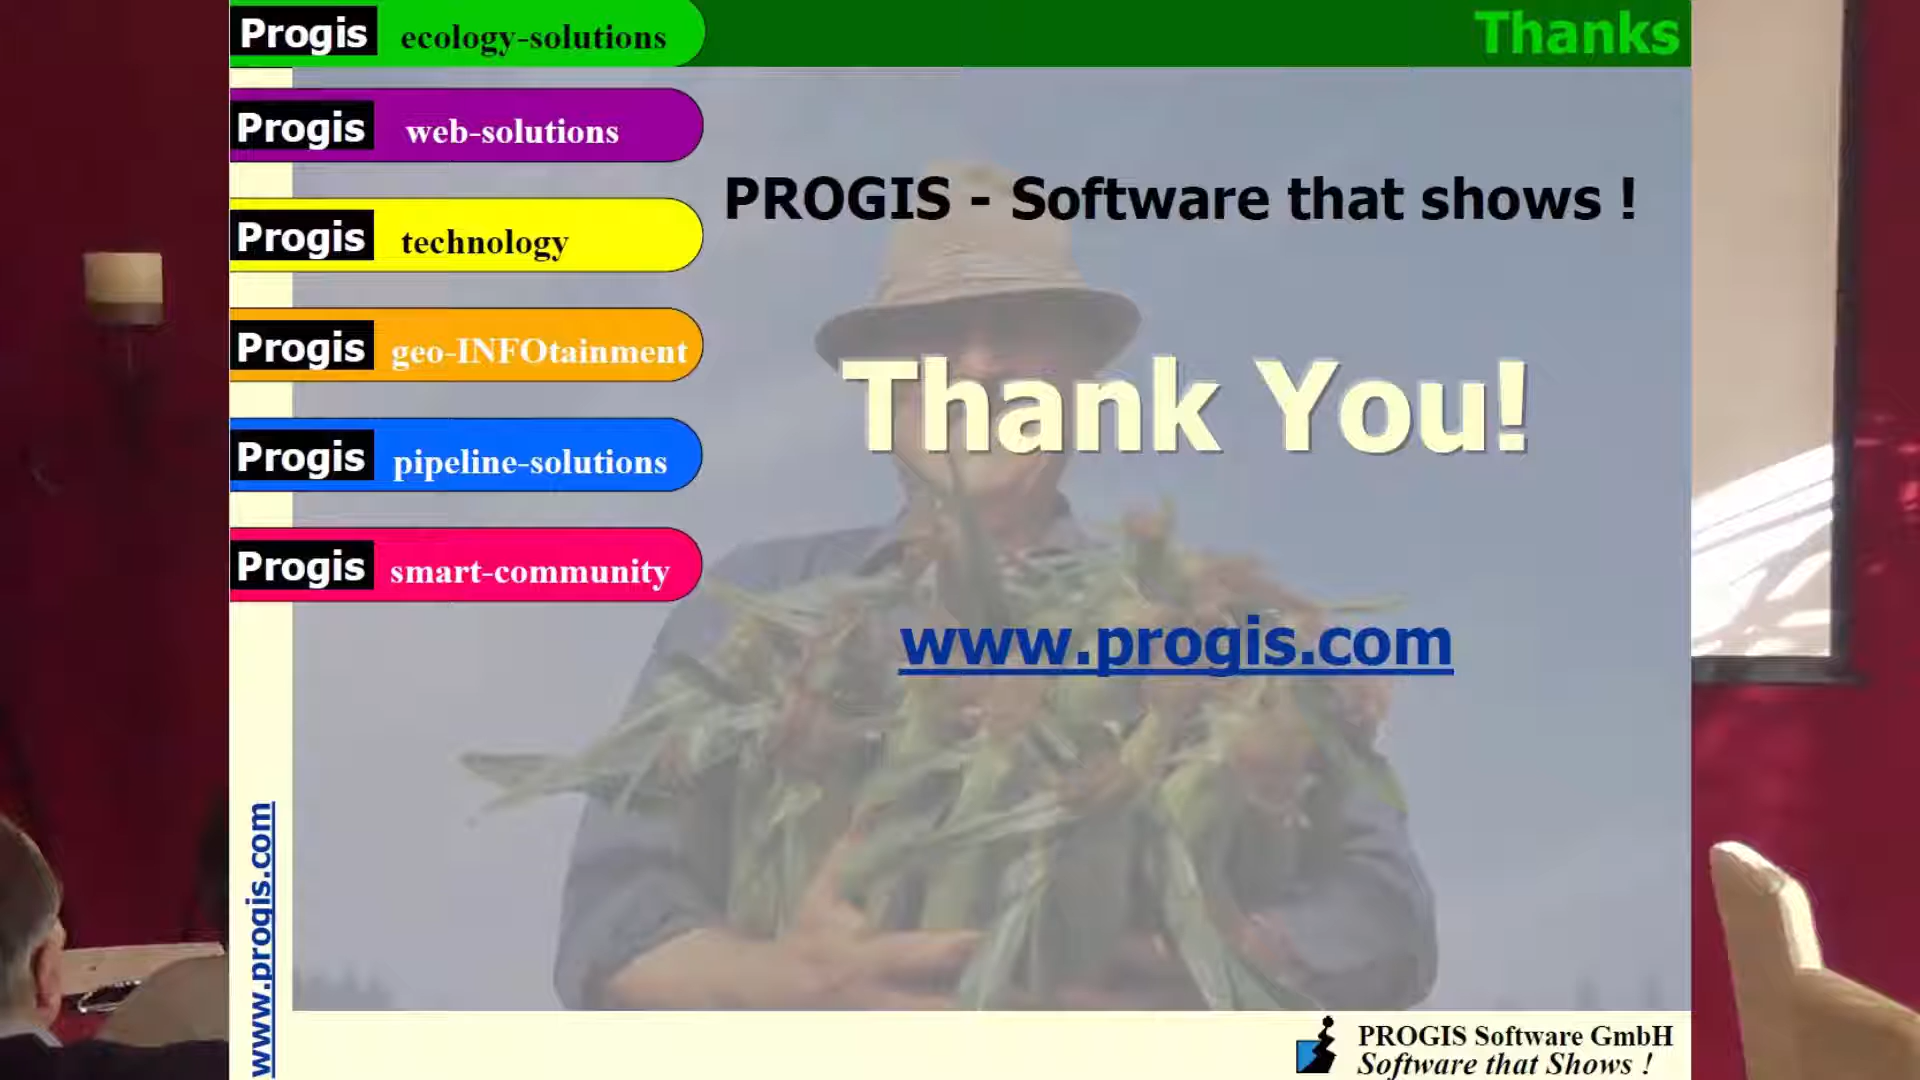 Progis ecology-solutions
Thanks
Progis web-solutions
PROGIS - Software that shows !
Progis technology
Progis geo-INFOtainment
Thank You!
Progis pipeline-solutions
Progis smart-community
www.progis.com
www.progis.com
PROGIS Software GmbH
Software that Shows !